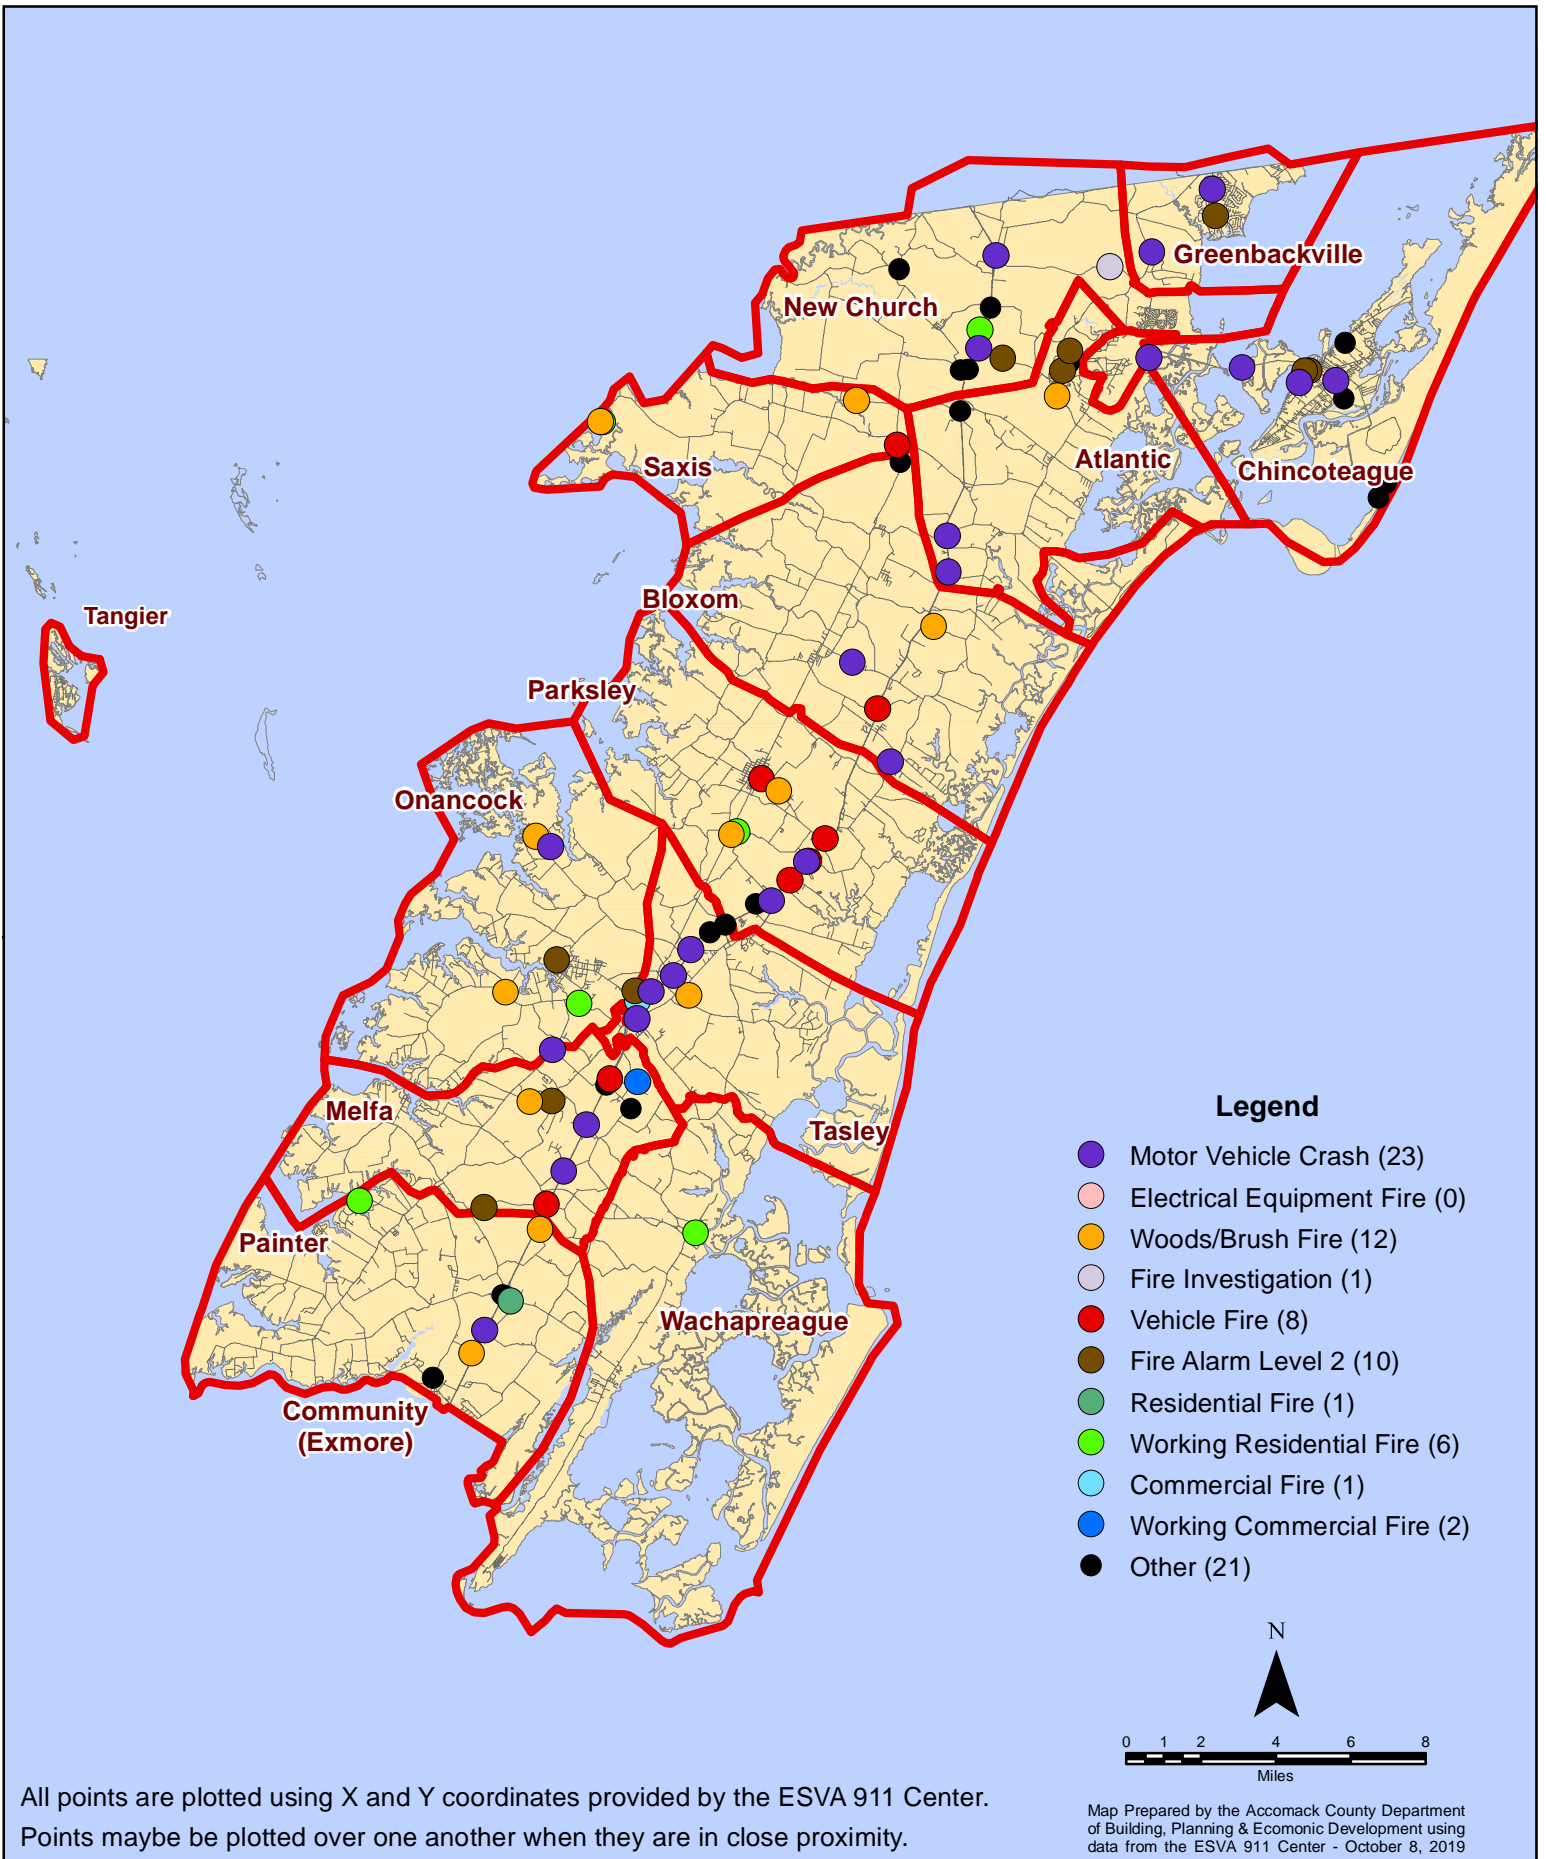 Greenbackville
New Church
Saxis
Atlantic
Chincoteague
Bloxom
Tangier
Parksley
Onancock
Melfa
Tasley
Painter
Wachapreague
Community
(Exmore)
Legend
Motor Vehicle Crash (23)
Electrical Equipment Fire (0)
Woods/Brush Fire (12)
Fire Investigation (1)
Vehicle Fire (8)
Fire Alarm Level 2 (10)
Residential Fire (1)
Working Residential Fire (6)
Commercial Fire (1)
Working Commercial Fire (2)
Other (21)
N
0 1 2 4 6 8
Miles
All points are plotted using X and Y coordinates provided by the ESVA 911 Center.
Points maybe be plotted over one another when they are in close proximity.
Map Prepared by the Accomack County Department
of Building, Planning & Ecomonic Development using
data from the ESVA 911 Center - October 8, 2019